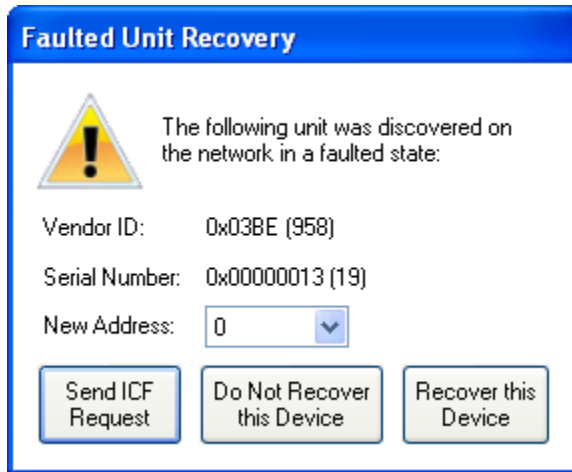 Faulted Unit Recovery
The following unit was discovered on
the network in a faulted state:
Vendor ID: 0x03BE (958)
Serial Number: 0x00000013 (19)
New Address: 0
Send ICF
Request
Do Not Recover
this Device
Recover this
Device